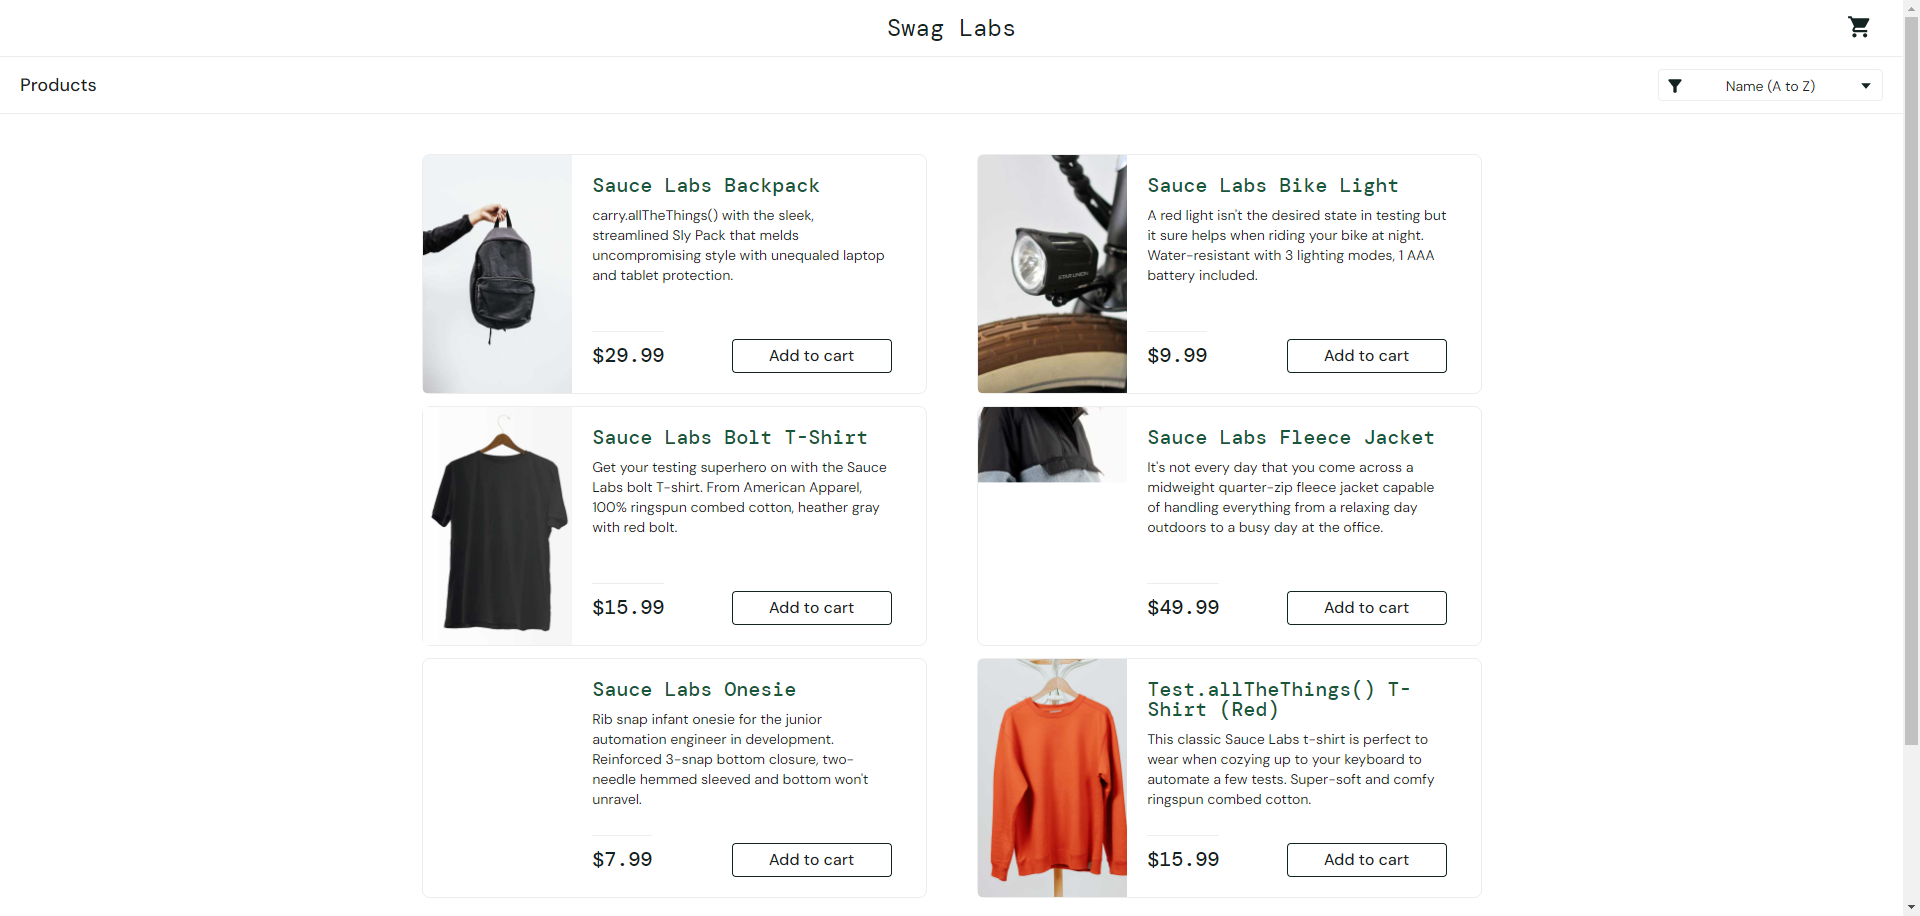 Swag Labs
Products
Name (A to Z)
Sauce Labs Backpack
carry.allTheThings() with the sleek,
streamlined Sly Pack that melds
uncompromising style with unequaled laptop
and tablet protection.
$29.99
Add to cart
Sauce Labs Bike Light
A red light isn't the desired state in testing but
it sure helps when riding your bike at night.
Water-resistant with 3 lighting modes, 1 AAA
battery included.
STAR UNION
$9.99
Add to cart
Sauce Labs Bolt T-Shirt
Get your testing superhero on with the Sauce
Labs bolt T-shirt. From American Apparel,
100% ringspun combed cotton, heather gray
with red bolt.
$15.99
Add to cart
Sauce Labs Fleece Jacket
It's not every day that you come across a
midweight quarter-zip fleece jacket capable
of handling everything from a relaxing day
outdoors to a busy day at the office.
$49.99
Add to cart
Sauce Labs Onesie
Rib snap infant onesie for the junior
automation engineer in development.
Reinforced 3-snap bottom closure, two-
needle hemmed sleeved and bottom won't
unravel.
$7.99
Add to cart
Test.allTheThings() T-
Shirt (Red)
This classic Sauce Labs t-shirt is perfect to
wear when cozying up to your keyboard to
automate a few tests. Super-soft and comfy
ringspun combed cotton.
$15.99
Add to cart